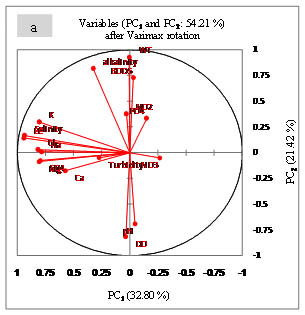 a
Variables (PC1 and PC2: 54.21 %)
after Varimax rotation
WT
alkalinity
BOD5
NO2
K
Salinity
EC
Turbidity
NO3
Ca
pH
DO
1
0.75
0.5
0.25
0
-0.25
-0.5
-0.75
-1
PC2 (21.42 %)
1
0.75
0.5
0.25
0
-0.25
-0.5
-0.75
-1
PC1 (32.80 %)